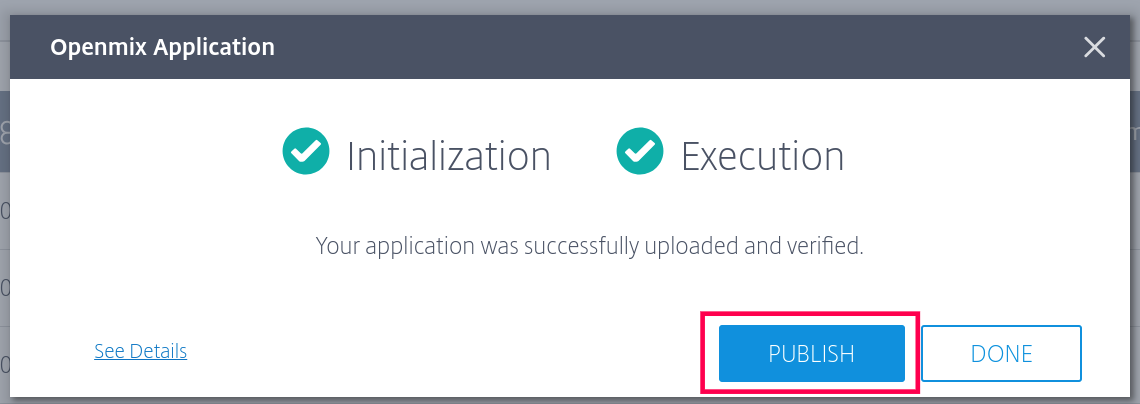 Openmix Application
Initialization Execution
Your application was successfully uploaded and verified.
See Details PUBLISH DONE